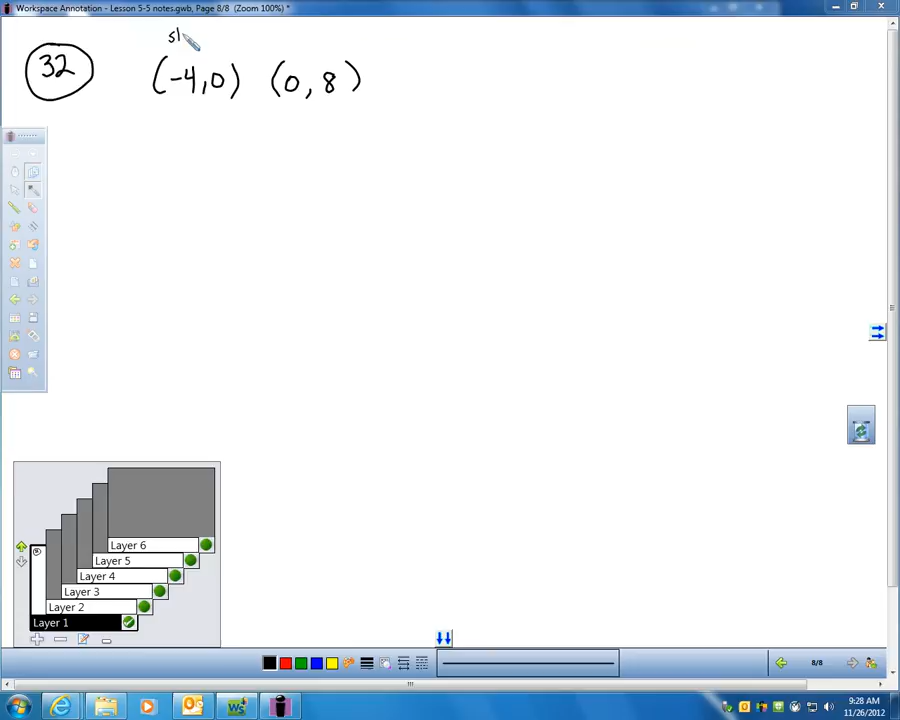 Workspace Annotation - Lesson 5-5 notes.gwb, Page 8/8 (Zoom 100%) *
sl
32 (-4,0) (0,8)
Layer 6
Layer 5
Layer 4
Layer 3
Layer 2
Layer 1
8/8
9:28 AM
11/26/2012